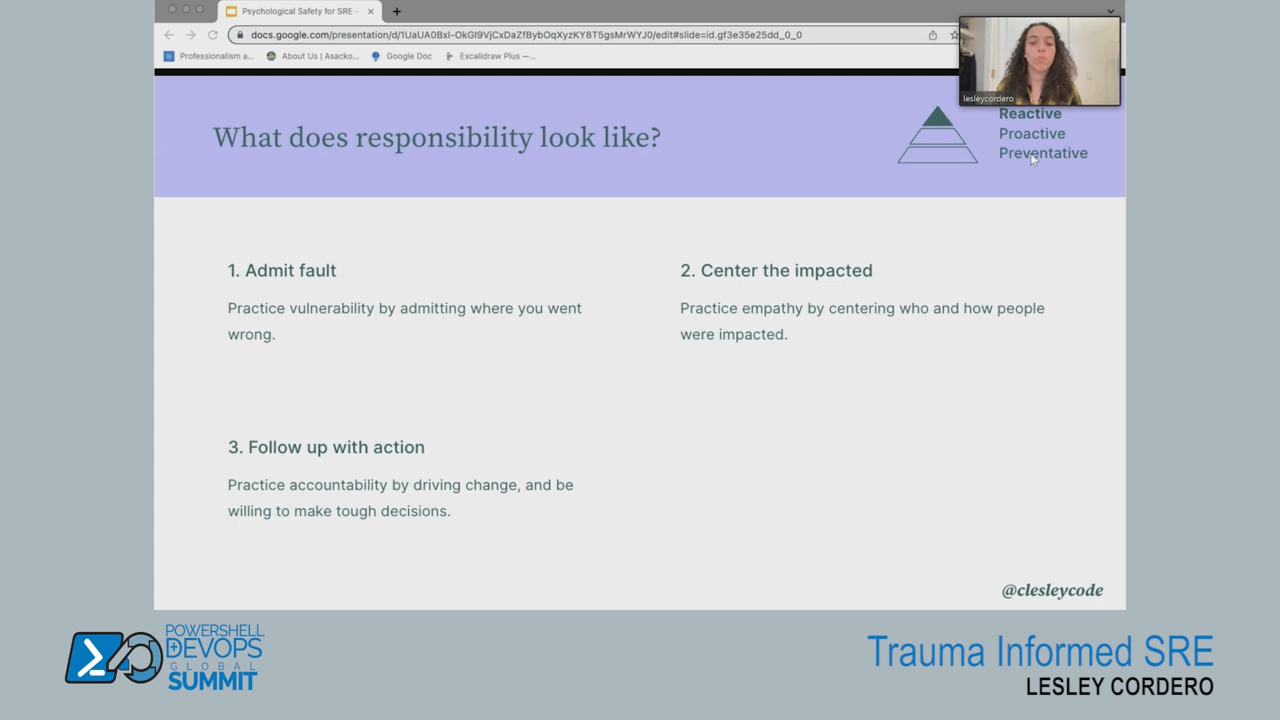 Psychological Safety for SRE -
docs.google.com/presentation/d/1UaUA0BxI-OkGI9VjCxDaZfBybOqXyzKY8T5gsMrWYJ0/edit#slide=id.gf3e35e25dd_0_0
Professionalism a...
About Us | Asacko...
Google Doc
Excalidraw Plus —...
lesleycordero
What does responsibility look like?
Reactive
Proactive
Preventative
1. Admit fault
Practice vulnerability by admitting where you went
wrong.
2. Center the impacted
Practice empathy by centering who and how people
were impacted.
3. Follow up with action
Practice accountability by driving change, and be
willing to make tough decisions.
@clesleycode
POWERSHELL
DEVOPS
GLOBAL
SUMMIT
Trauma Informed SRE
LESLEY CORDERO